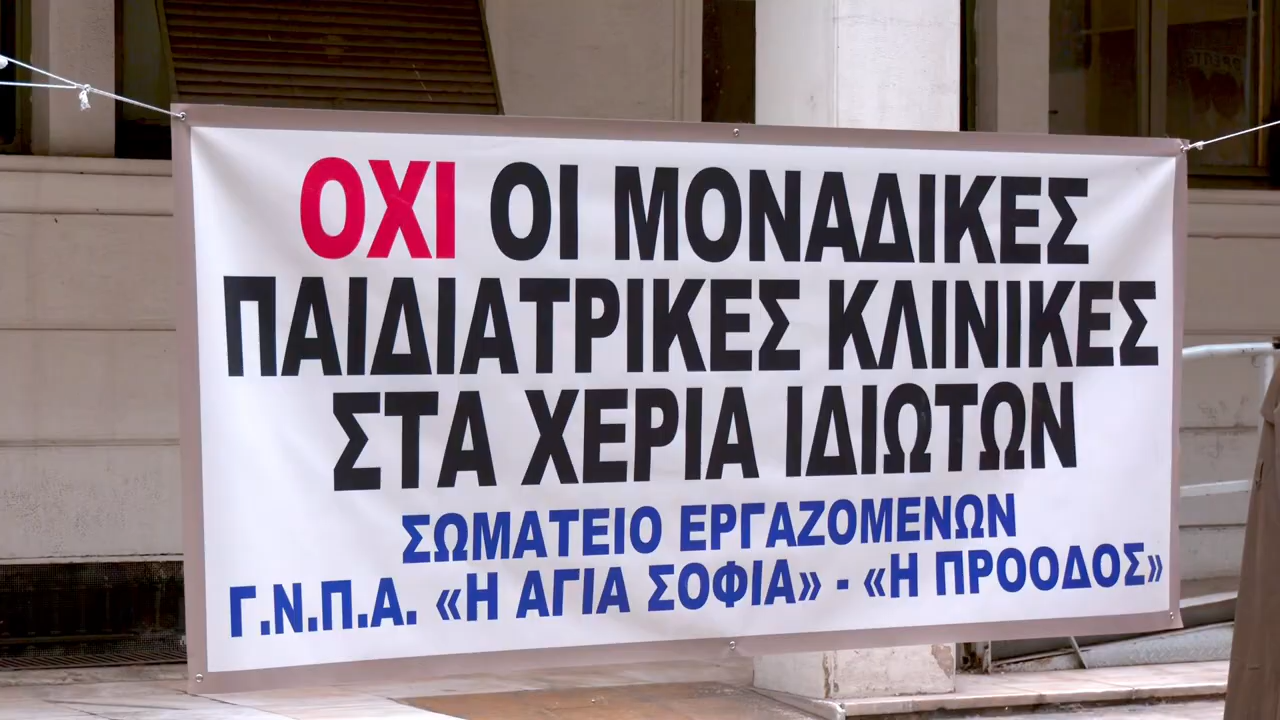 ΟΧΙ ΟΙ ΜΟΝΑΔΙΚΕΣ
ΠΑΙΔΙΑΤΡΙΚΕΣ ΚΛΙΝΙΚΕΣ
ΣΤΑ ΧΕΡΙΑ ΙΔΙΩΤΩΝ
ΣΩΜΑΤΕΙΟ ΕΡΓΑΖΟΜΕΝΩΝ
Γ.Ν.Π.Α. «Η ΑΓΙΑ ΣΟΦΙΑ» - «Η ΠΡΟΟΔΟΣ»